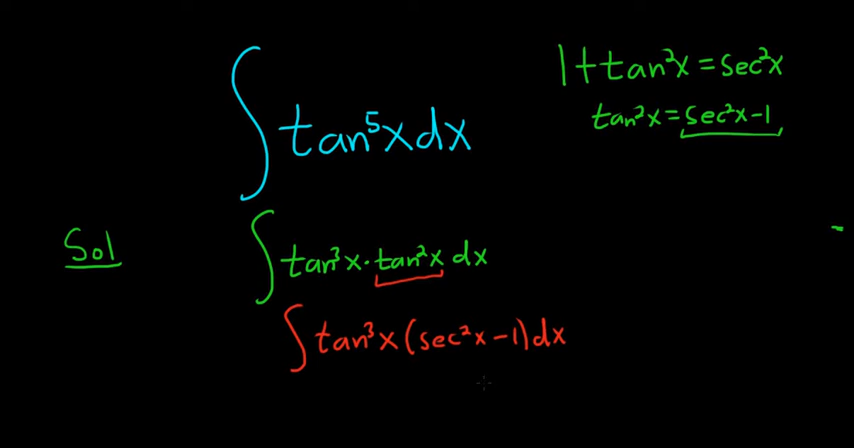 ∫ tan⁵x dx
1 + tan²x = sec²x
tan²x = sec²x - 1
Sol
∫ tan³x · tan²x dx
∫ tan³x (sec²x - 1) dx